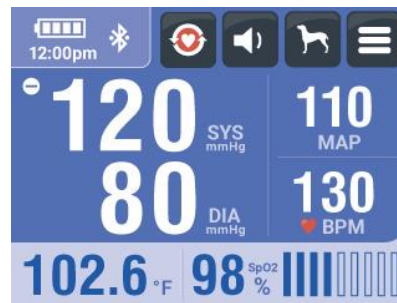 12:00pm
120 SYS mmHg
80 DIA mmHg
110
MAP
130
BPM
102.6 °F
98 SpO2 %